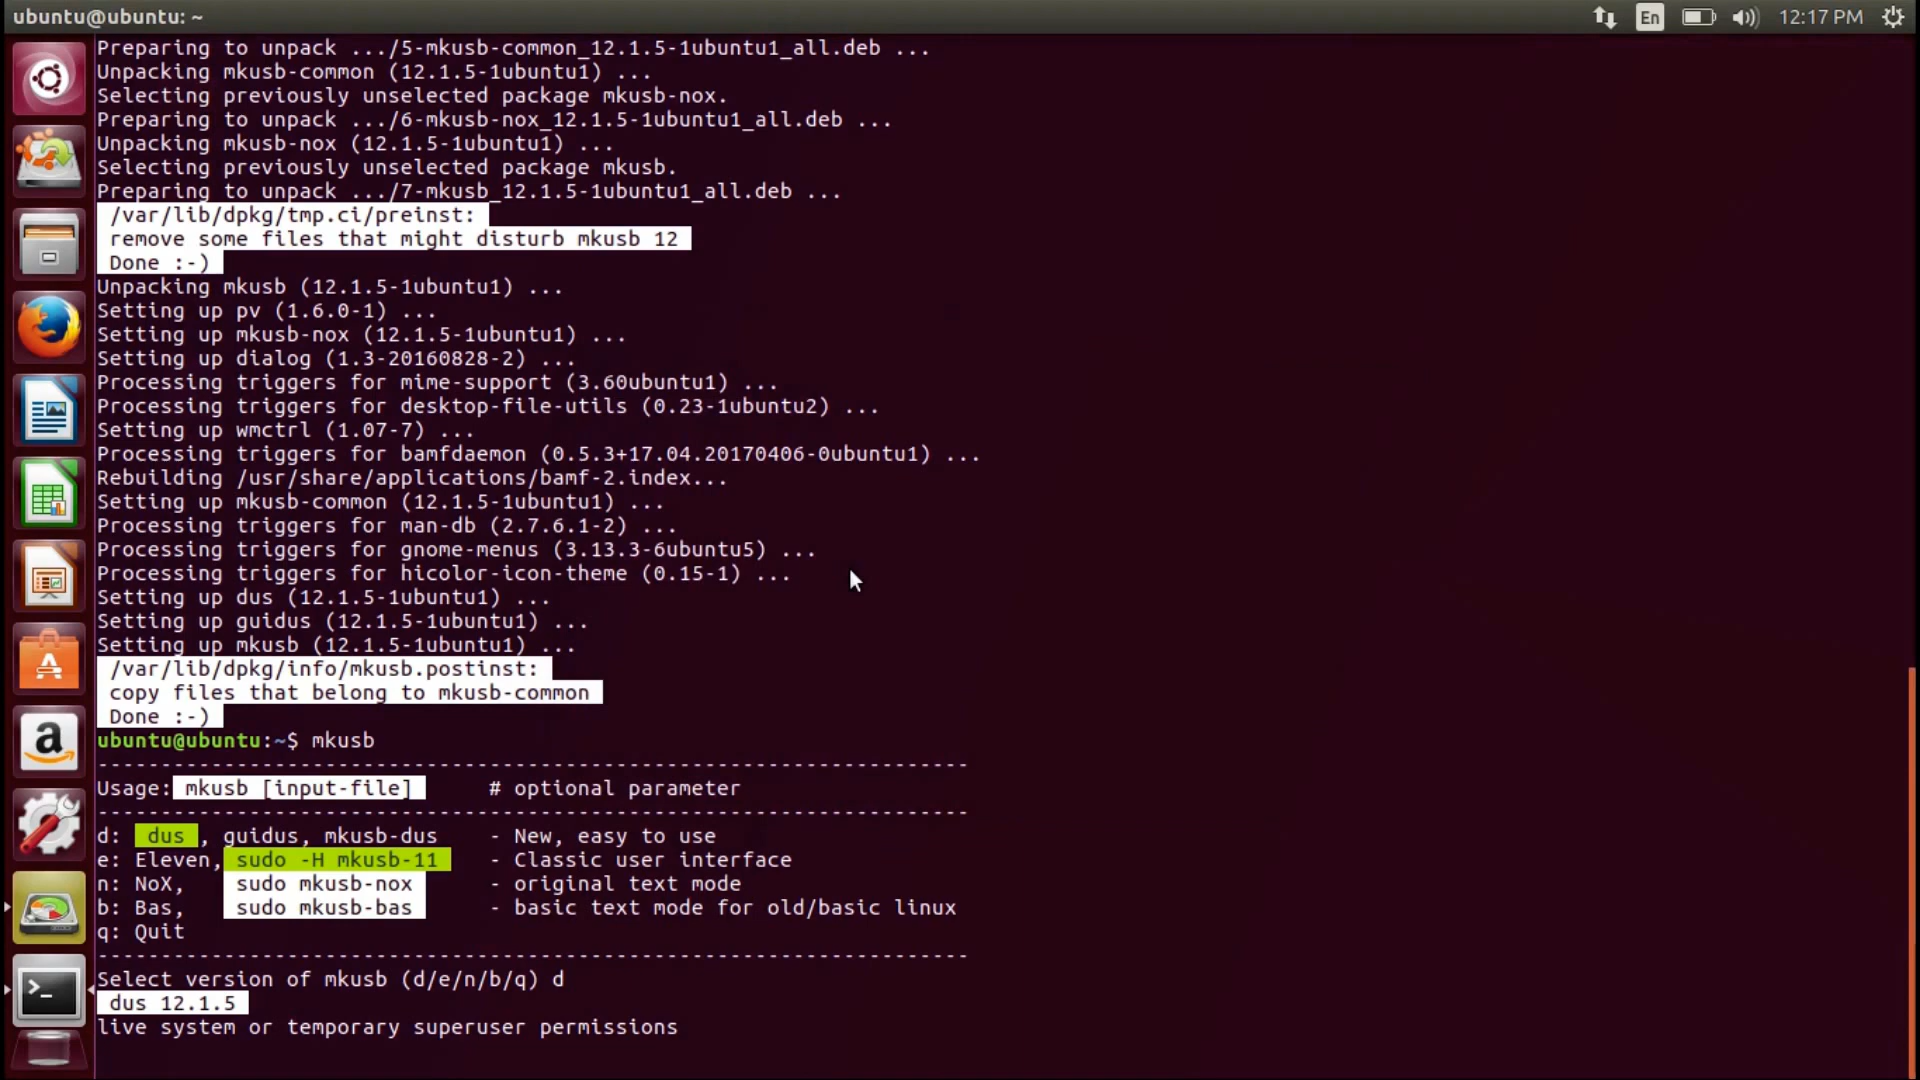 ubuntu@ubuntu: ~
En
12:17 PM
Preparing to unpack .../5-mkusb-common_12.1.5-1ubuntu1_all.deb ...
Unpacking mkusb-common (12.1.5-1ubuntu1) ...
Selecting previously unselected package mkusb-nox.
Preparing to unpack .../6-mkusb-nox_12.1.5-1ubuntu1_all.deb ...
Unpacking mkusb-nox (12.1.5-1ubuntu1) ...
Selecting previously unselected package mkusb.
Preparing to unpack .../7-mkusb_12.1.5-1ubuntu1_all.deb ...
/var/lib/dpkg/tmp.ci/preinst:
remove some files that might disturb mkusb 12
Done :-)
Unpacking mkusb (12.1.5-1ubuntu1) ...
Setting up pv (1.6.0-1) ...
Setting up mkusb-nox (12.1.5-1ubuntu1) ...
Setting up dialog (1.3-20160828-2) ...
Processing triggers for mime-support (3.60ubuntu1) ...
Processing triggers for desktop-file-utils (0.23-1ubuntu2) ...
Setting up wmctrl (1.07-7) ...
Processing triggers for bamfdaemon (0.5.3+17.04.20170406-0ubuntu1) ...
Rebuilding /usr/share/applications/bamf-2.index...
Setting up mkusb-common (12.1.5-1ubuntu1) ...
Processing triggers for man-db (2.7.6.1-2) ...
Processing triggers for gnome-menus (3.13.3-6ubuntu5) ...
Processing triggers for hicolor-icon-theme (0.15-1) ...
Setting up dus (12.1.5-1ubuntu1) ...
Setting up guidus (12.1.5-1ubuntu1) ...
Setting up mkusb (12.1.5-1ubuntu1) ...
/var/lib/dpkg/info/mkusb.postinst:
copy files that belong to mkusb-common
Done :-)
ubuntu@ubuntu:~$ mkusb
---------------------------------------------------------------------
Usage: mkusb [input-file]     # optional parameter
---------------------------------------------------------------------
d:  dus , guidus, mkusb-dus    - New, easy to use
e: Eleven, sudo -H mkusb-11    - Classic user interface
n: NoX,    sudo mkusb-nox      - original text mode
b: Bas,    sudo mkusb-bas      - basic text mode for old/basic linux
q: Quit
---------------------------------------------------------------------
Select version of mkusb (d/e/n/b/q) d
dus 12.1.5
live system or temporary superuser permissions